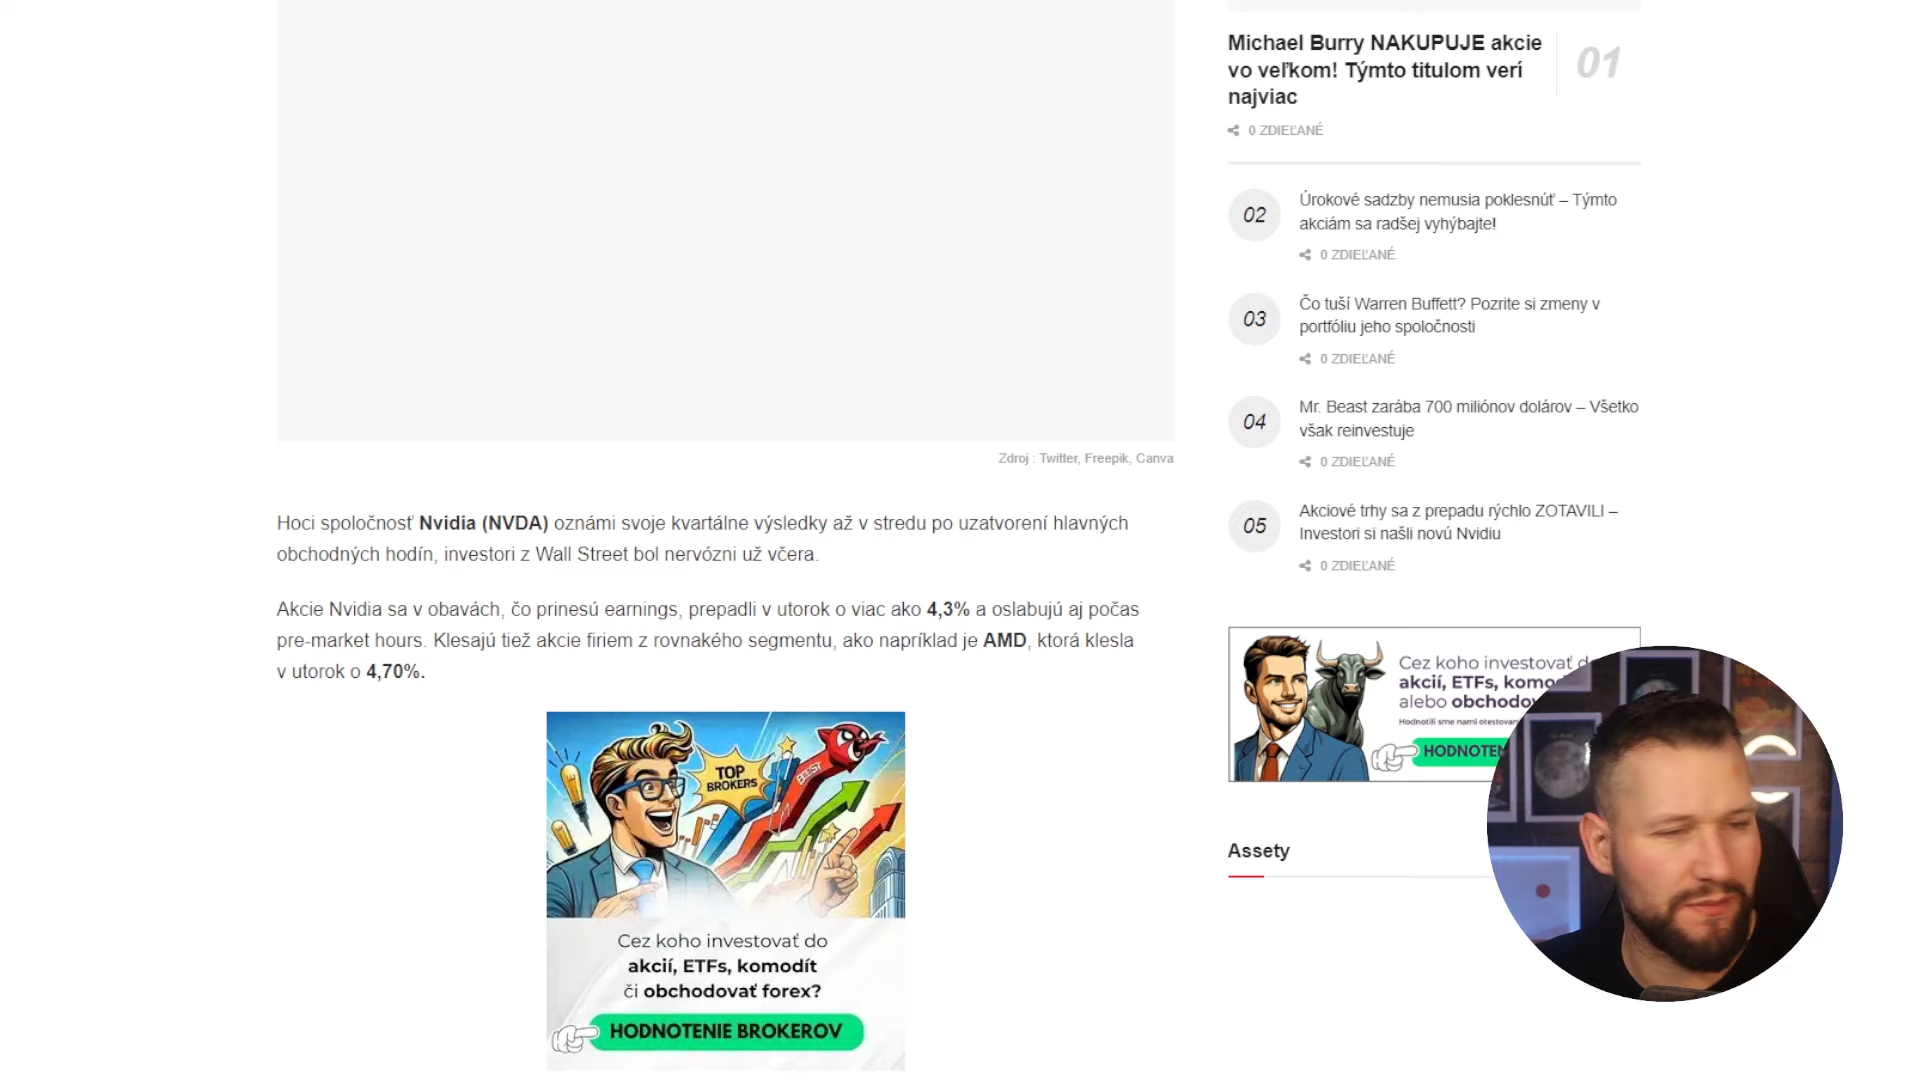 Michael Burry NAKUPUJE akcie
vo veľkom! Týmto titulom verí
najviac
01
0 ZDIEĽANÉ
02
Úrokové sadzby nemusia poklesnúť – Týmto
akciám sa radšej vyhýbajte!
0 ZDIEĽANÉ
03
Čo tuší Warren Buffett? Pozrite si zmeny v
portfóliu jeho spoločnosti
0 ZDIEĽANÉ
04
Mr. Beast zarába 700 miliónov dolárov – Všetko
však reinvestuje
0 ZDIEĽANÉ
05
Akciové trhy sa z prepadu rýchlo ZOTAVILI –
Investori si našli novú Nvidiu
0 ZDIEĽANÉ
Zdroj : Twitter, Freepik, Canva
Hoci spoločnosť Nvidia (NVDA) oznámi svoje kvartálne výsledky až v stredu po uzatvorení hlavných
obchodných hodín, investori z Wall Street bol nervózni už včera.
Akcie Nvidia sa v obavách, čo prinesú earnings, prepadli v utorok o viac ako 4,3% a oslabujú aj počas
pre-market hours. Klesajú tiež akcie firiem z rovnakého segmentu, ako napríklad je AMD, ktorá klesla
v utorok o 4,70%.
TOP
BROKERS
BOOST
Cez koho investovať do
akcií, ETFs, komodít
či obchodovať forex?
HODNOTENIE BROKEROV
Cez koho investovať
akcií, ETFs,
alebo
Hodnotili sme nami
Assety